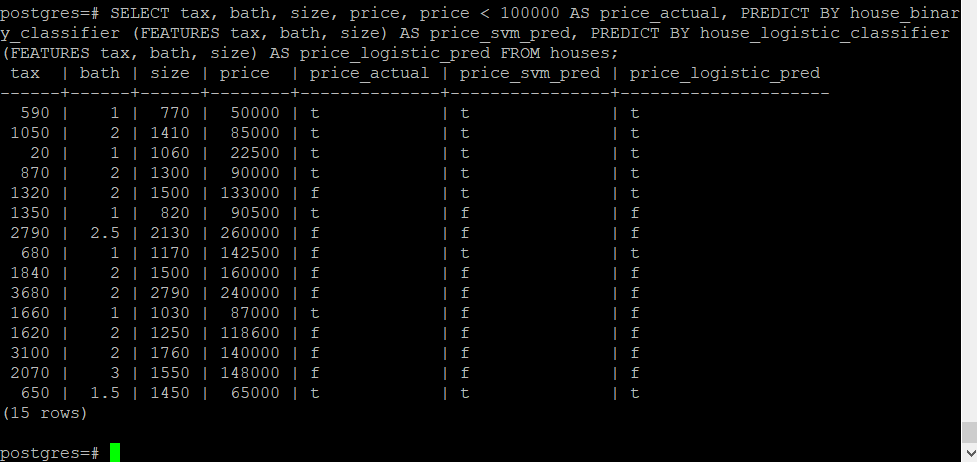 postgres=# SELECT tax, bath, size, price, price < 100000 AS price_actual, PREDICT BY house_binar
y_classifier (FEATURES tax, bath, size) AS price_svm_pred, PREDICT BY house_logistic_classifier
(FEATURES tax, bath, size) AS price_logistic_pred FROM houses;
 tax  | bath | size | price  | price_actual | price_svm_pred | price_logistic_pred
------+------+------+--------+--------------+----------------+---------------------
  590 |    1 |  770 |  50000 | t            | t              | t
 1050 |    2 | 1410 |  85000 | t            | t              | t
   20 |    1 | 1060 |  22500 | t            | t              | t
  870 |    2 | 1300 |  90000 | t            | t              | t
 1320 |    2 | 1500 | 133000 | f            | t              | t
 1350 |    1 |  820 |  90500 | t            | f              | f
 2790 |  2.5 | 2130 | 260000 | f            | f              | f
  680 |    1 | 1170 | 142500 | f            | t              | t
 1840 |    2 | 1500 | 160000 | f            | f              | f
 3680 |    2 | 2790 | 240000 | f            | f              | f
 1660 |    1 | 1030 |  87000 | t            | f              | f
 1620 |    2 | 1250 | 118600 | f            | f              | f
 3100 |    2 | 1760 | 140000 | f            | f              | f
 2070 |    3 | 1550 | 148000 | f            | f              | f
  650 |  1.5 | 1450 |  65000 | t            | t              | t
(15 rows)
postgres=#